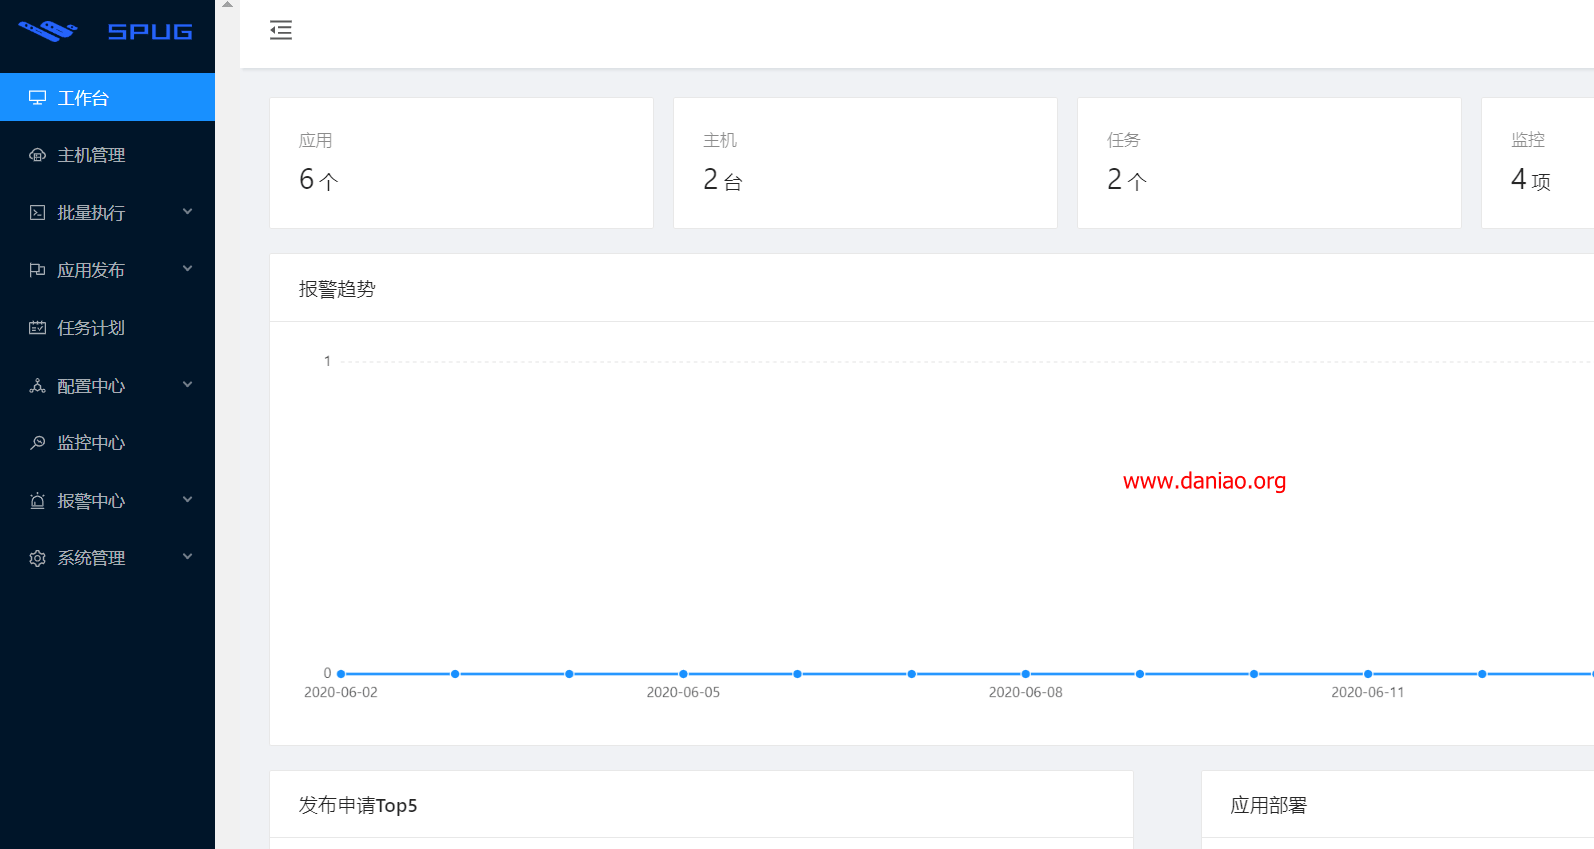 SPUG
工作台
主机管理
批量执行
应用发布
任务计划
配置中心
监控中心
报警中心
系统管理
应用
6 个
主机
2 台
任务
2 个
监控
4 项
报警趋势
1
www.daniao.org
0
2020-06-02
2020-06-05
2020-06-08
2020-06-11
发布申请Top5
应用部署